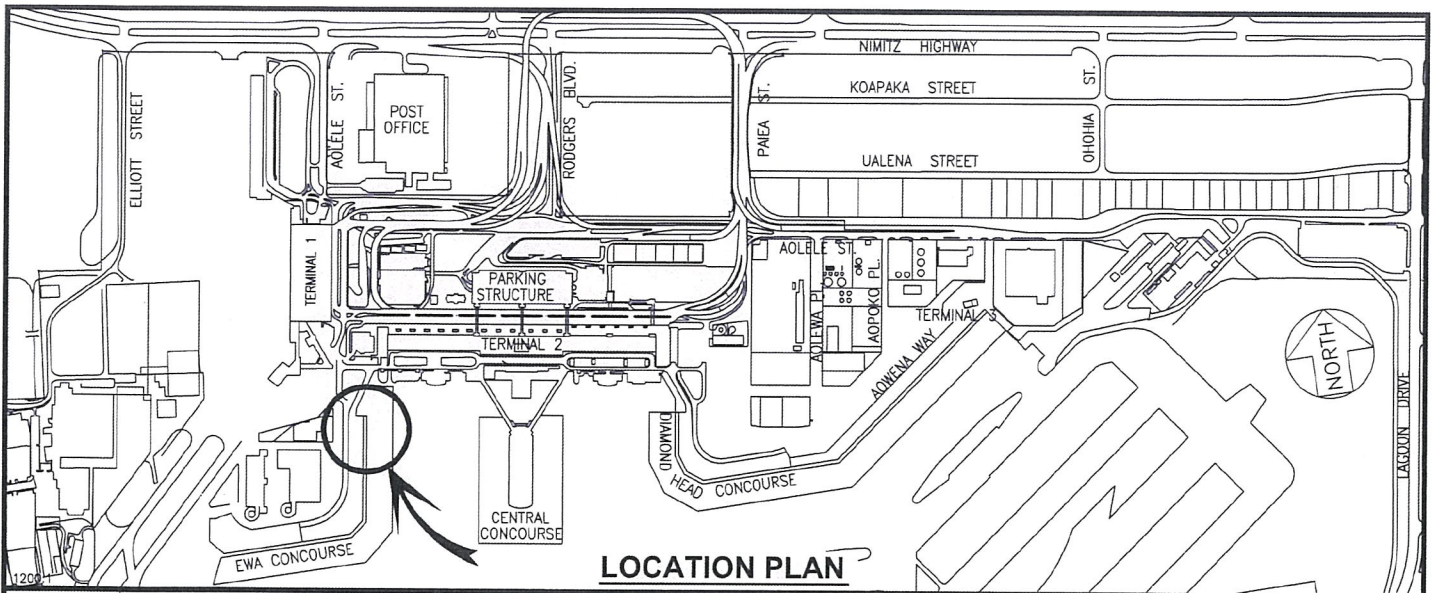 NIMITZ HIGHWAY
KOAPAKA STREET
UALENA STREET
ELLIOTT STREET
AOLELE ST.
POST
OFFICE
RODGERS BLVD.
PAIEA ST.
OHOHIA ST.
TERMINAL 1
PARKING
STRUCTURE
TERMINAL 2
AOLELE ST.
AOLEWA PL.
AOPOKO PL.
TERMINAL 3
AOWENA WAY
NORTH
LAGOON DRIVE
DIAMOND HEAD CONCOURSE
CENTRAL
CONCOURSE
EWA CONCOURSE
LOCATION PLAN